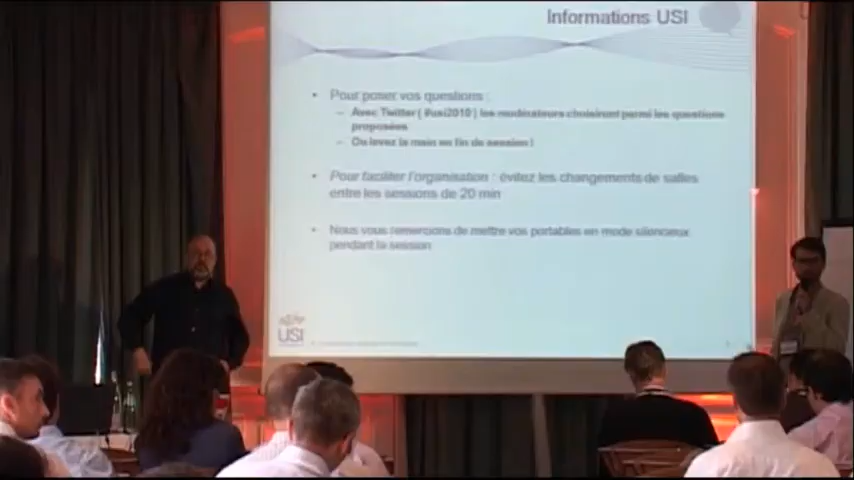 Informations USI
• Pour poser vos questions :
– Avec Twitter ( #usi2010 ) les modérateurs choisiront parmi les questions
proposées
– Ou levez la main en fin de session !
• Pour faciliter l'organisation : évitez les changements de salles
entre les sessions de 20 min
• Nous vous remercions de mettre vos portables en mode silencieux
pendant la session
USI